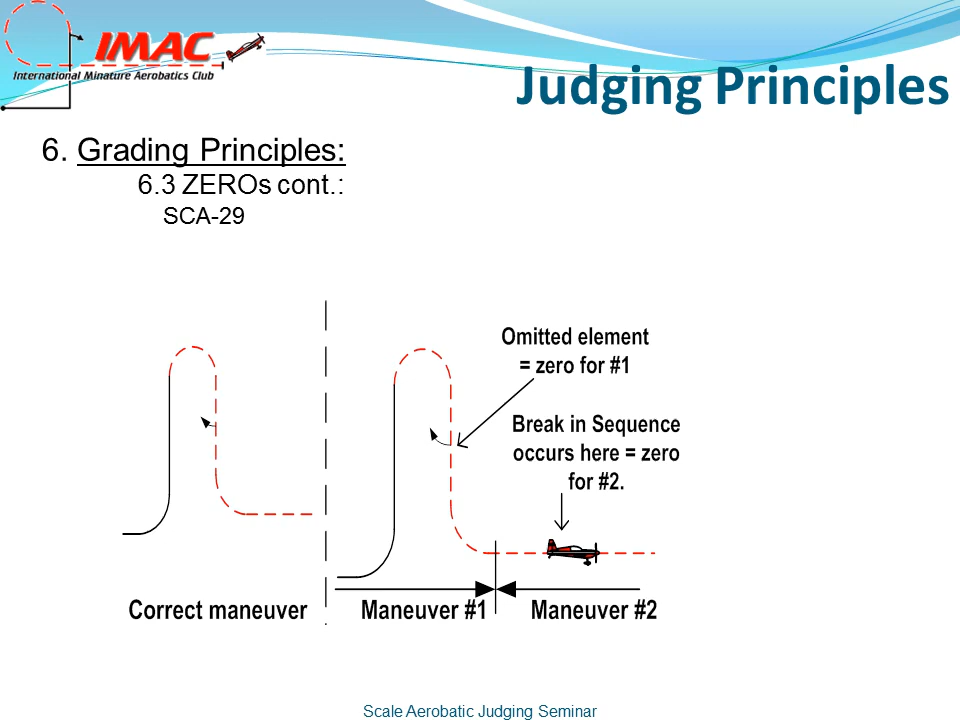 IMAC
International Minature Aerobatics Club
Judging Principles
6. Grading Principles:
6.3 ZEROs cont.:
SCA-29
Omitted element
= zero for #1
Break in Sequence
occurs here = zero
for #2.
Correct maneuver
Maneuver #1
Maneuver #2
Scale Aerobatic Judging Seminar